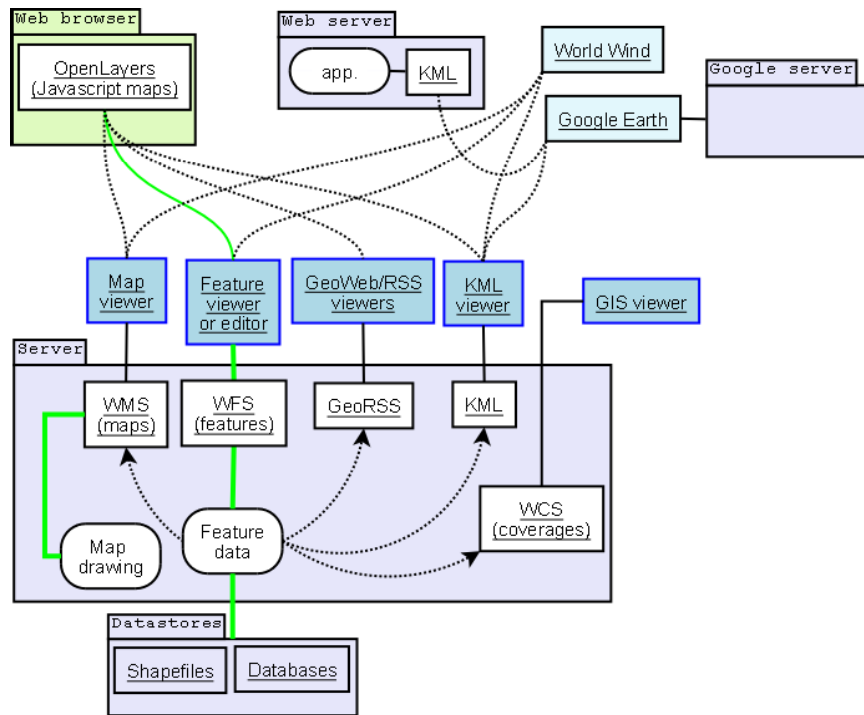 Web browser
OpenLayers
(Javascript maps)
Web server
app.
KML
World Wind
Google server
Google Earth
Map
viewer
Feature
viewer
or editor
GeoWeb/RSS
viewers
KML
viewer
GIS viewer
Server
WMS
(maps)
WFS
(features)
GeoRSS
KML
WCS
(coverages)
Map
drawing
Feature
data
Datastores
Shapefiles
Databases